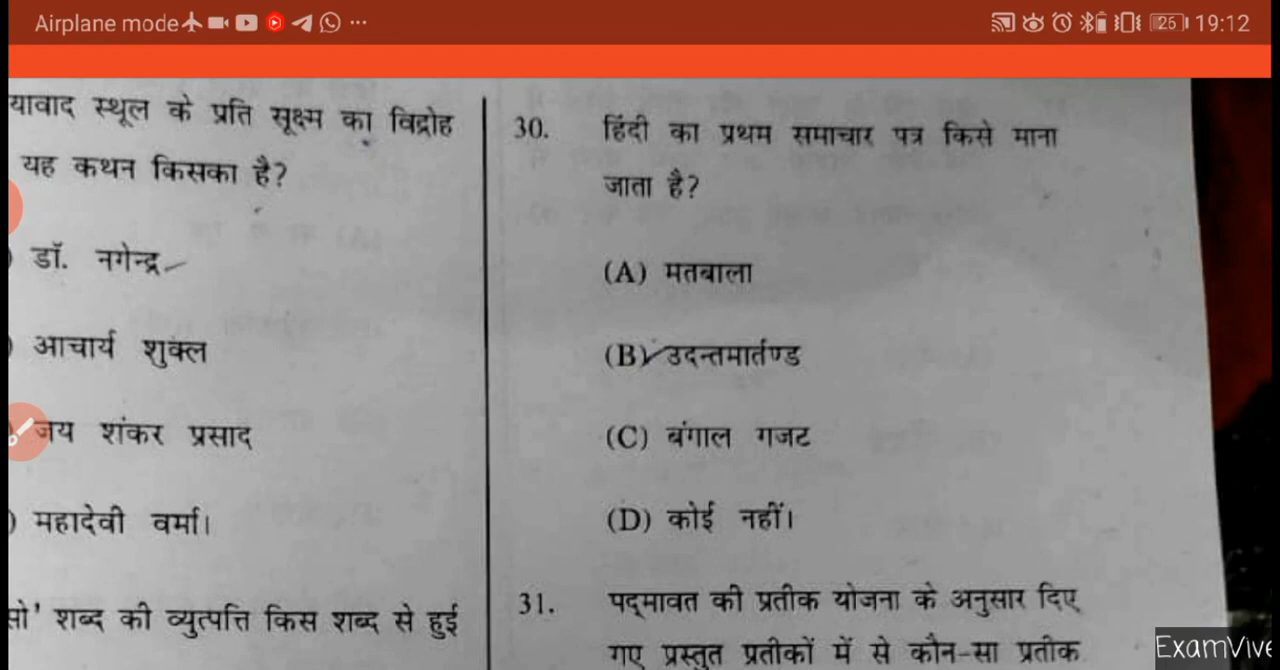 Airplane mode
26 19:12
यावाद स्थूल के प्रति सूक्ष्म का विद्रोह
यह कथन किसका है?
) डॉ. नगेन्द्र
) आचार्य शुक्ल
जय शंकर प्रसाद
) महादेवी वर्मा।
सो' शब्द की व्युत्पत्ति किस शब्द से हुई
30. हिंदी का प्रथम समाचार पत्र किसे माना
जाता है?
(A) मतबाला
(B) उदन्तमार्तण्ड
(C) बंगाल गजट
(D) कोई नहीं।
31. पद्मावत की प्रतीक योजना के अनुसार दिए
गए प्रस्तुत प्रतीकों में से कौन-सा प्रतीक
ExamVive